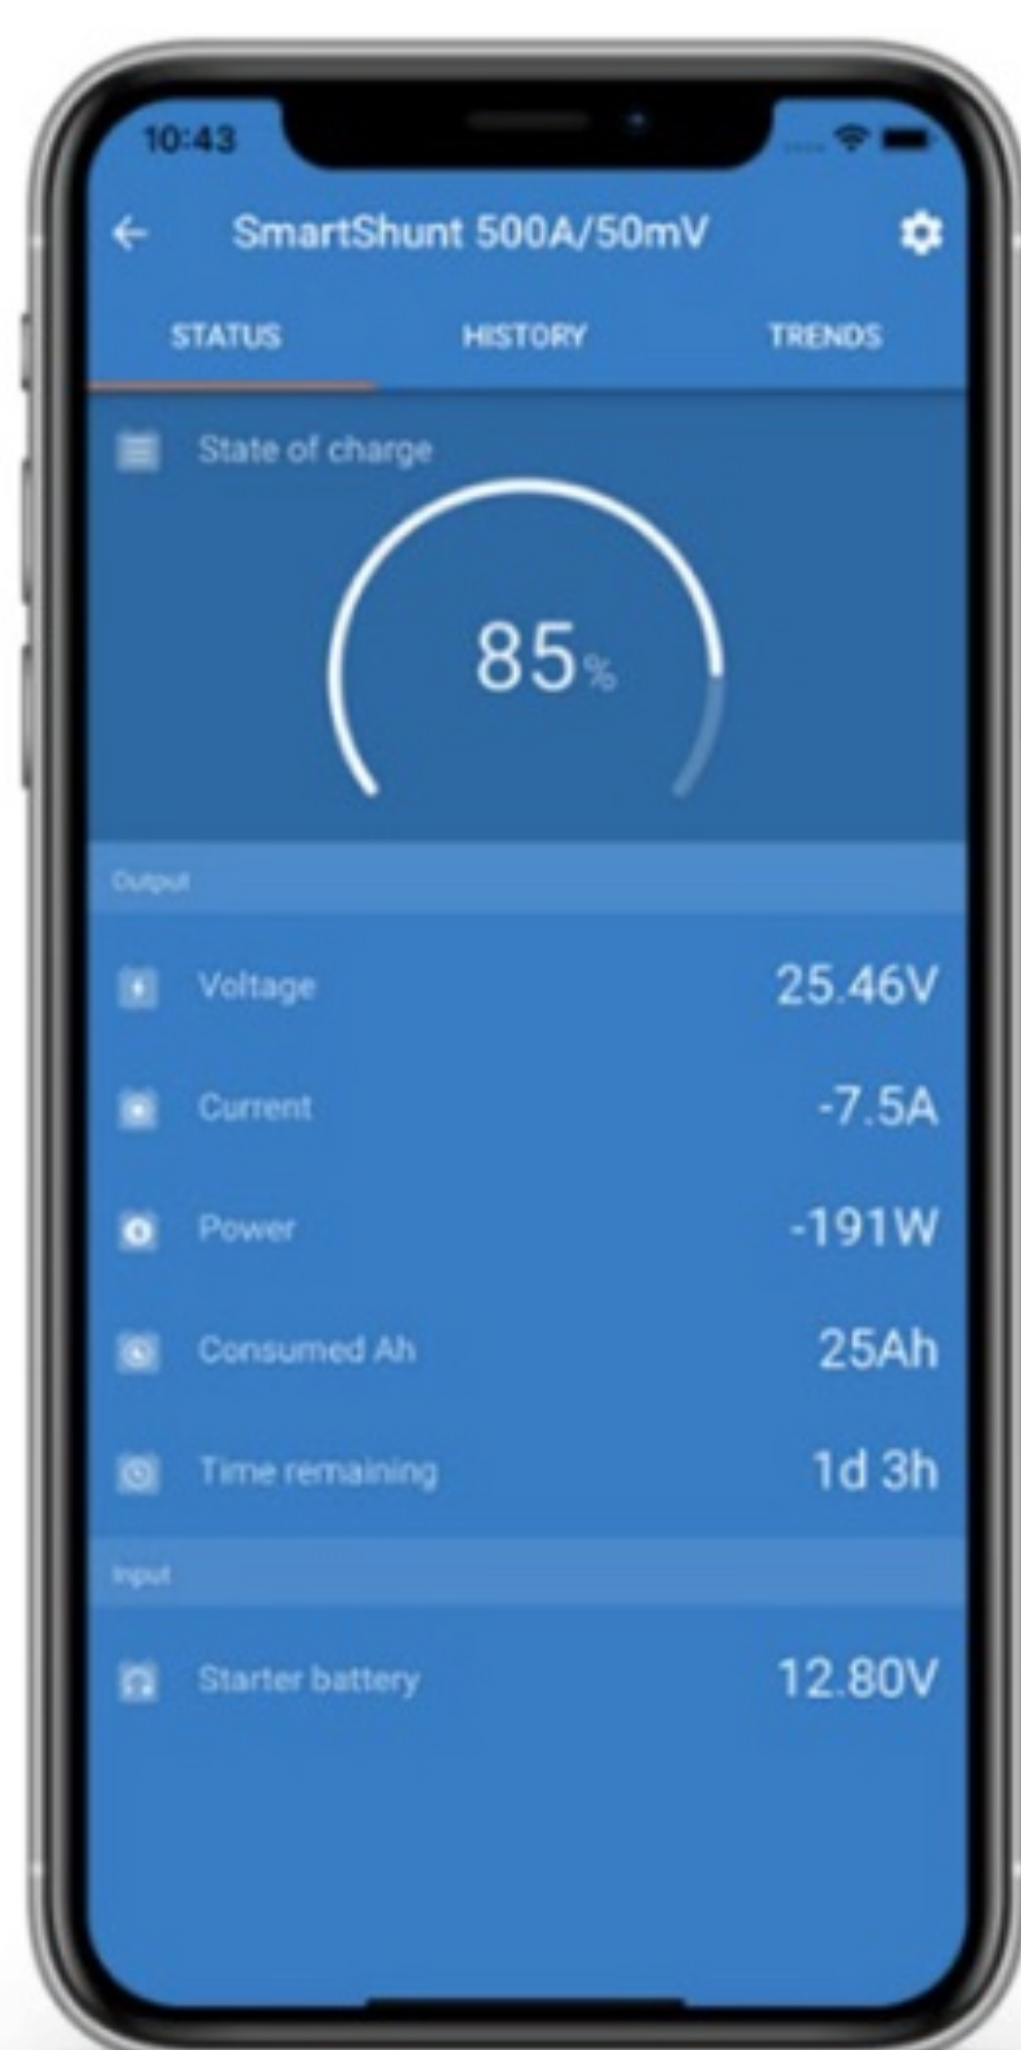 10:43
SmartShunt 500A/50mV
STATUS HISTORY TRENDS
State of charge
85%
Output
Voltage 25.46V
Current -7.5A
Power -191W
Consumed Ah 25Ah
Time remaining 1d 3h
Input
Starter battery 12.80V